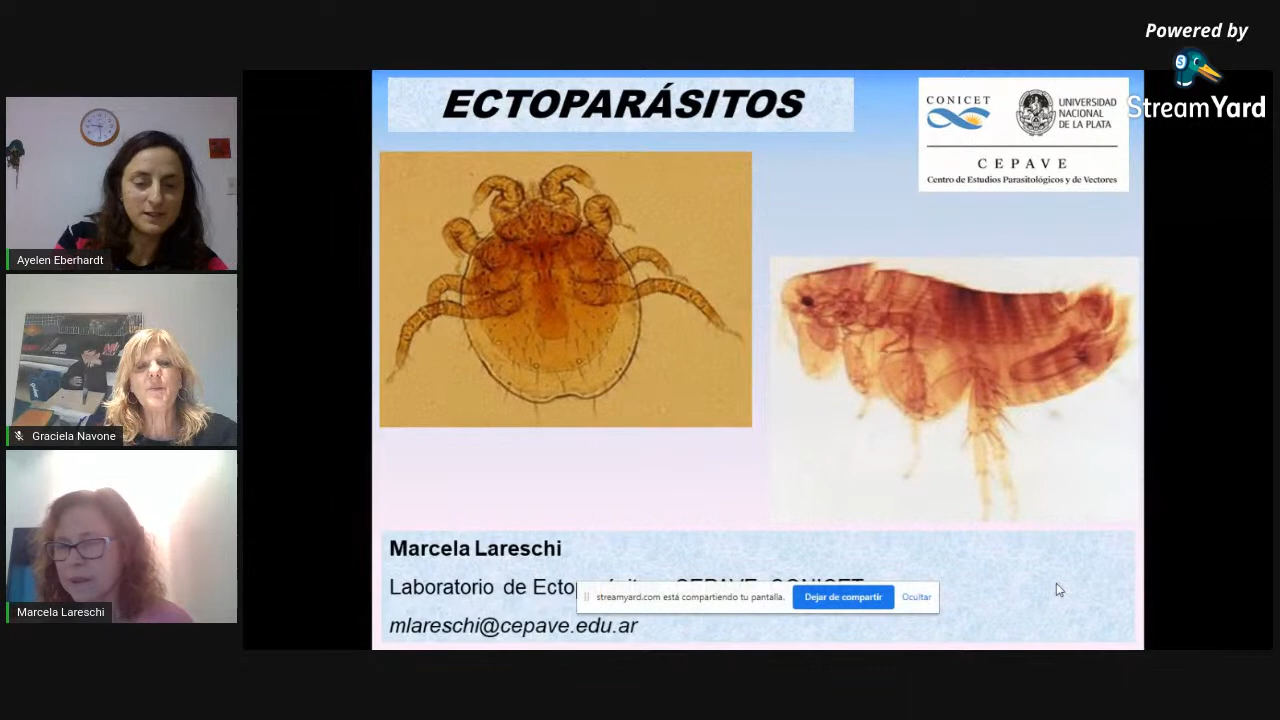 Powered by
StreamYard
ECTOPARÁSITOS
CONICET
UNIVERSIDAD
NACIONAL
DE LA PLATA
CEPAVE
Centro de Estudios Parasitológicos y de Vectores
Ayelen Eberhardt
Graciela Navone
Marcela Lareschi
Marcela Lareschi
Laboratorio de
streamyard.com está compartiendo tu pantalla.
Dejar de compartir
Ocultar
mlareschi@cepave.edu.ar